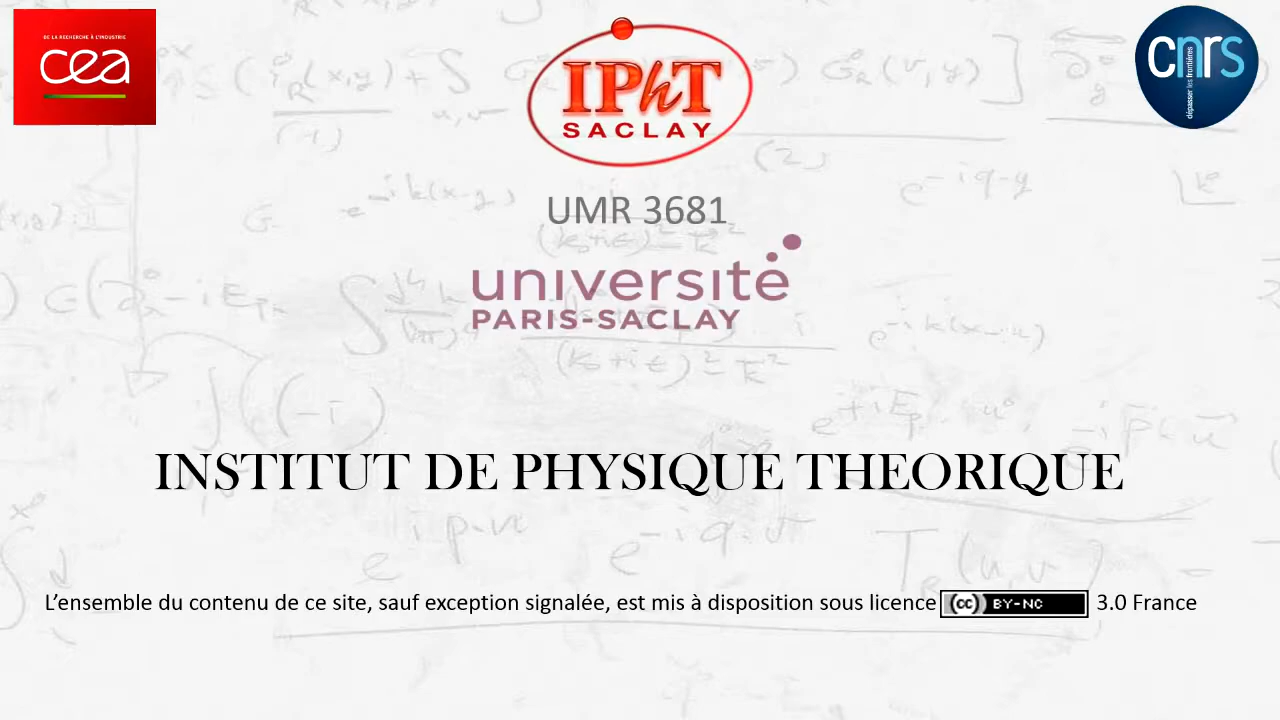 DE LA RECHERCHE À L'INDUSTRIE
cea
IPhT
SACLAY
cnrs
dépasser les frontières
UMR 3681
université
PARIS-SACLAY
INSTITUT DE PHYSIQUE THEORIQUE
L'ensemble du contenu de ce site, sauf exception signalée, est mis à disposition sous licence (cc) BY-NC 3.0 France